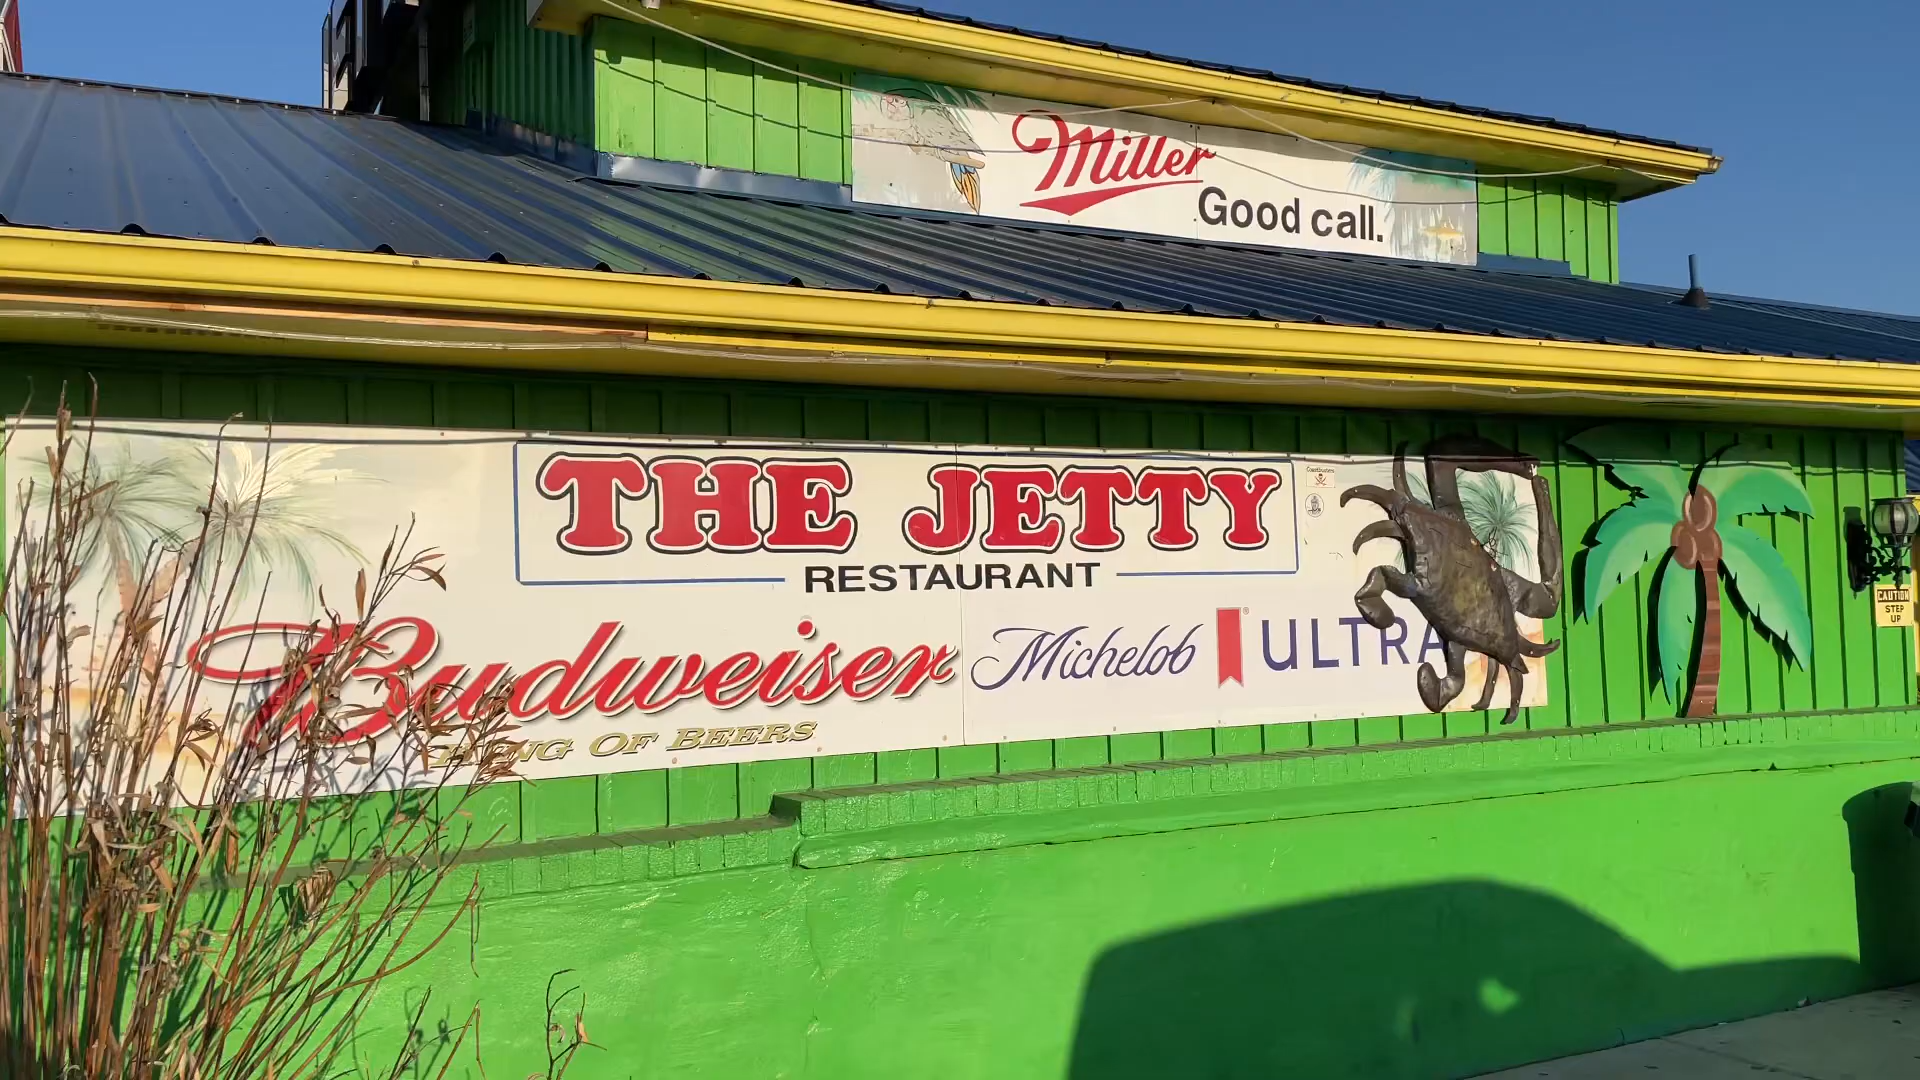 Miller
Good call.
THE JETTY
RESTAURANT
Budweiser
KING OF BEERS
Michelob ULTRA
CAUTION
STEP
UP